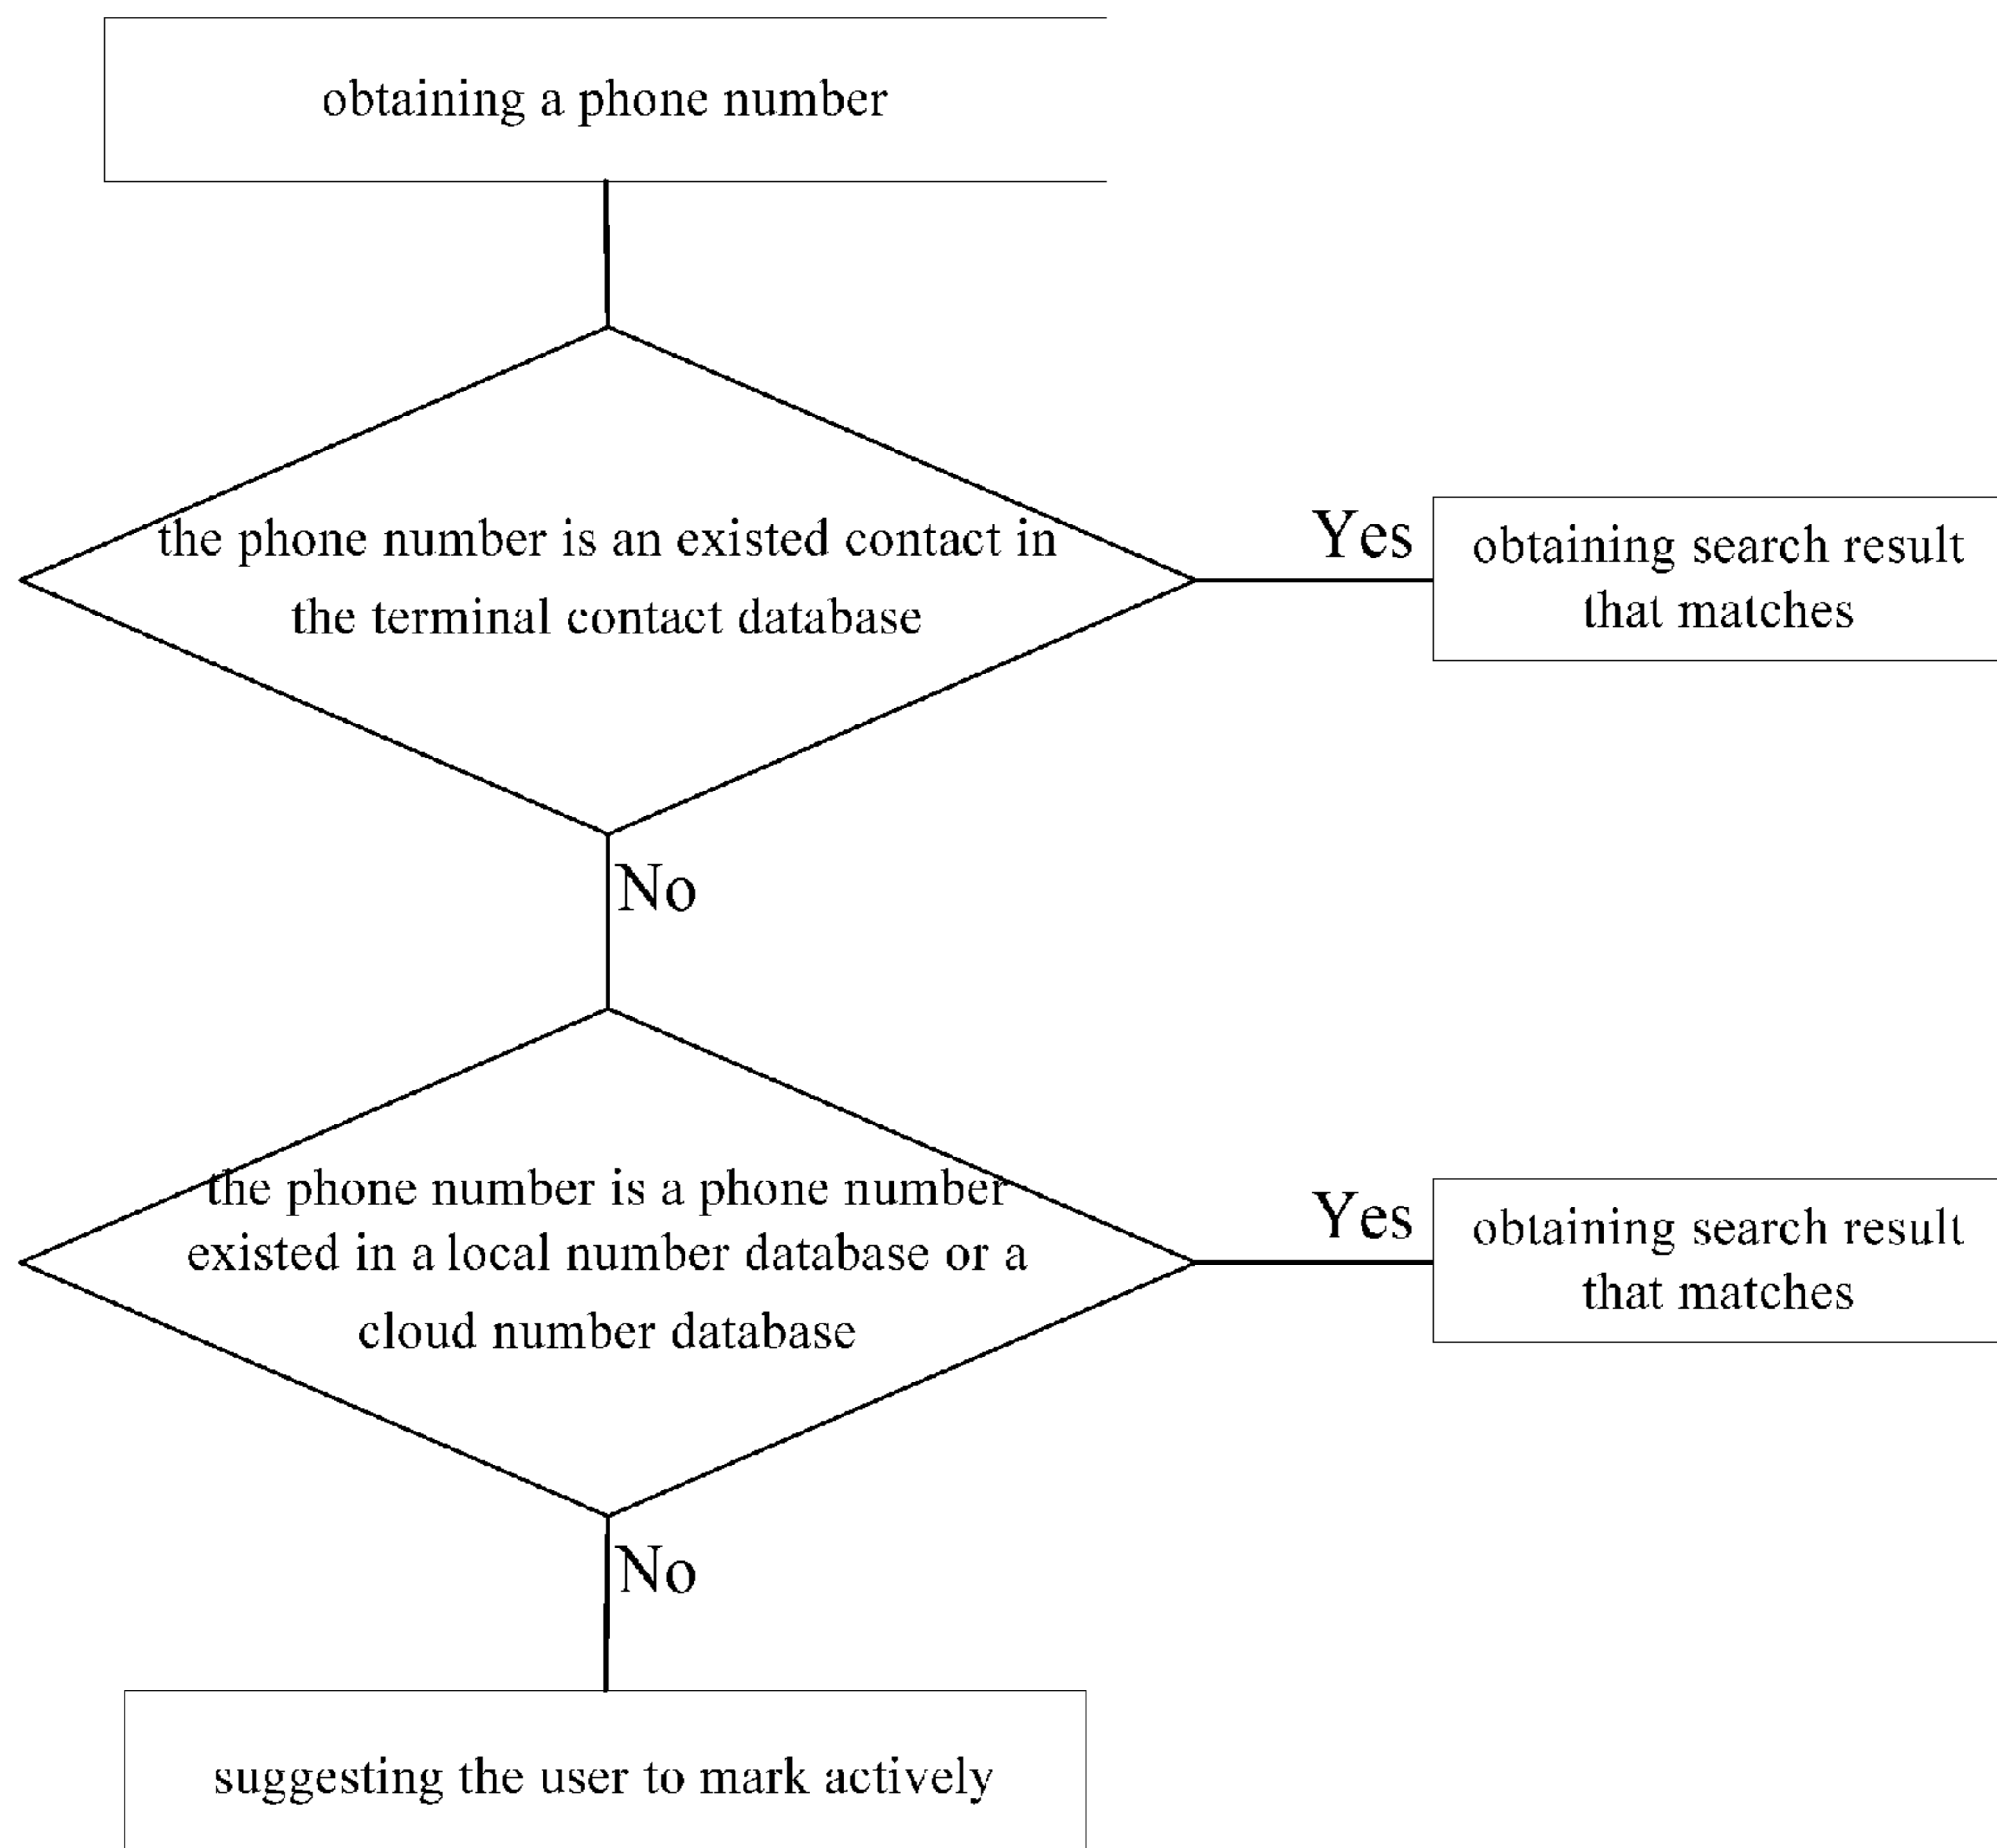 obtaining a phone number
the phone number is an existed contact in
the terminal contact database
Yes
obtaining search result
that matches
No
the phone number is a phone number
existed in a local number database or a
cloud number database
Yes
obtaining search result
that matches
No
suggesting the user to mark actively